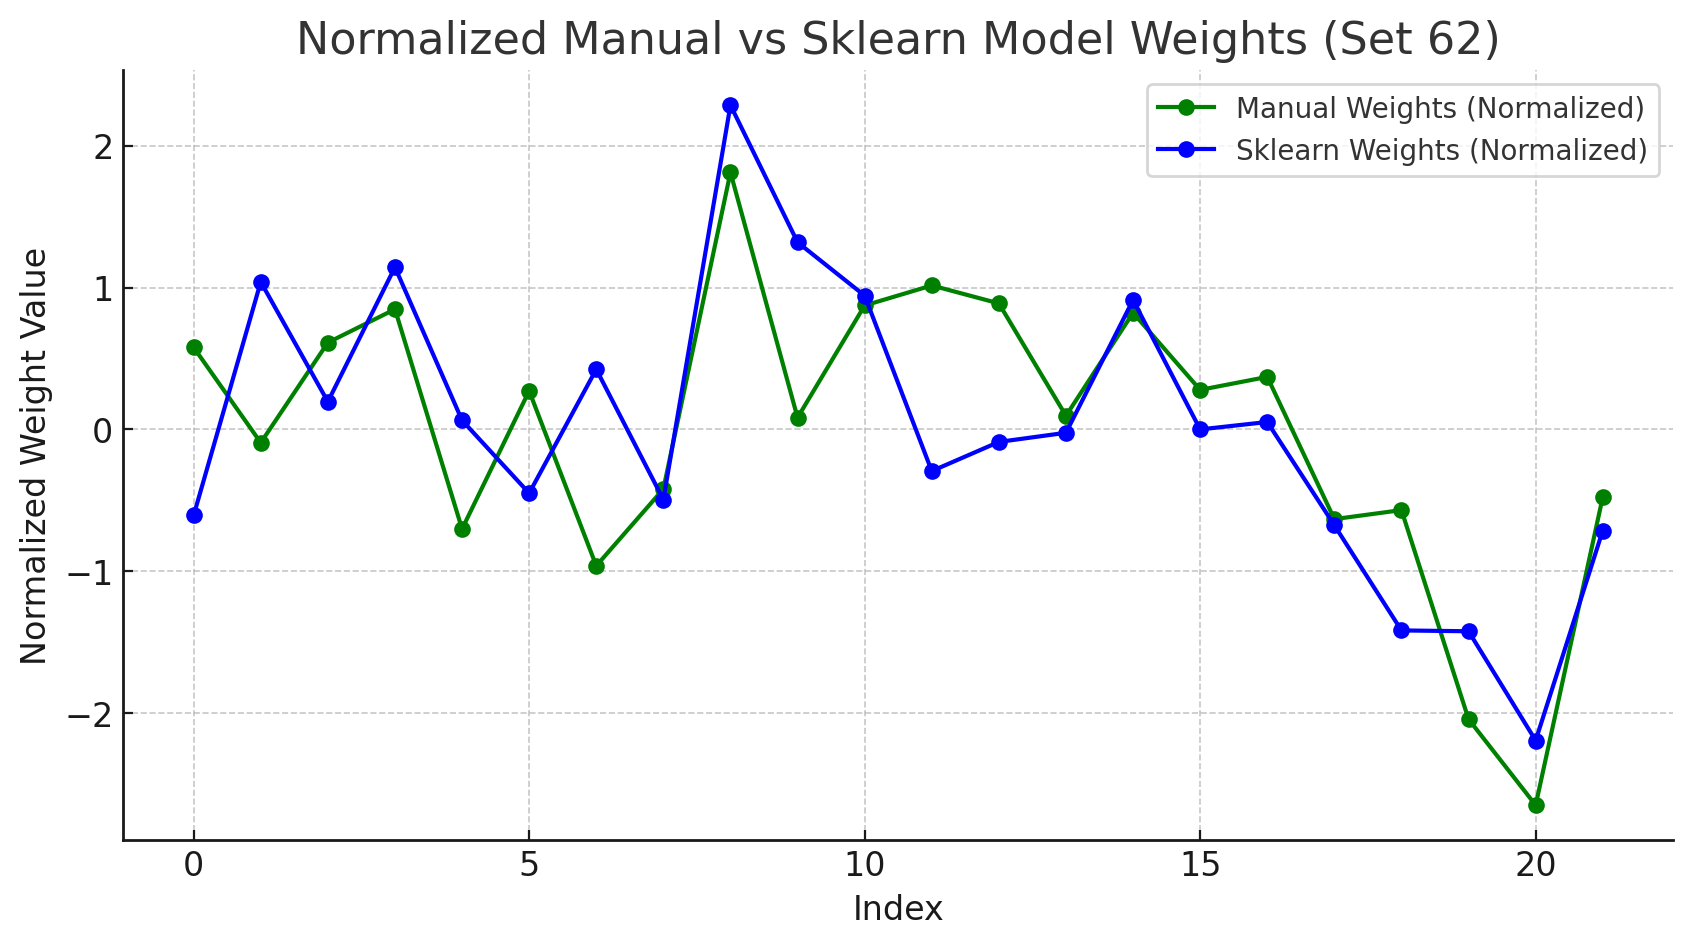 Normalized Manual vs Sklearn Model Weights (Set 62)
Manual Weights (Normalized)
Sklearn Weights (Normalized)
Normalized Weight Value
2
1
0
−1
−2
0 5 10 15 20
Index